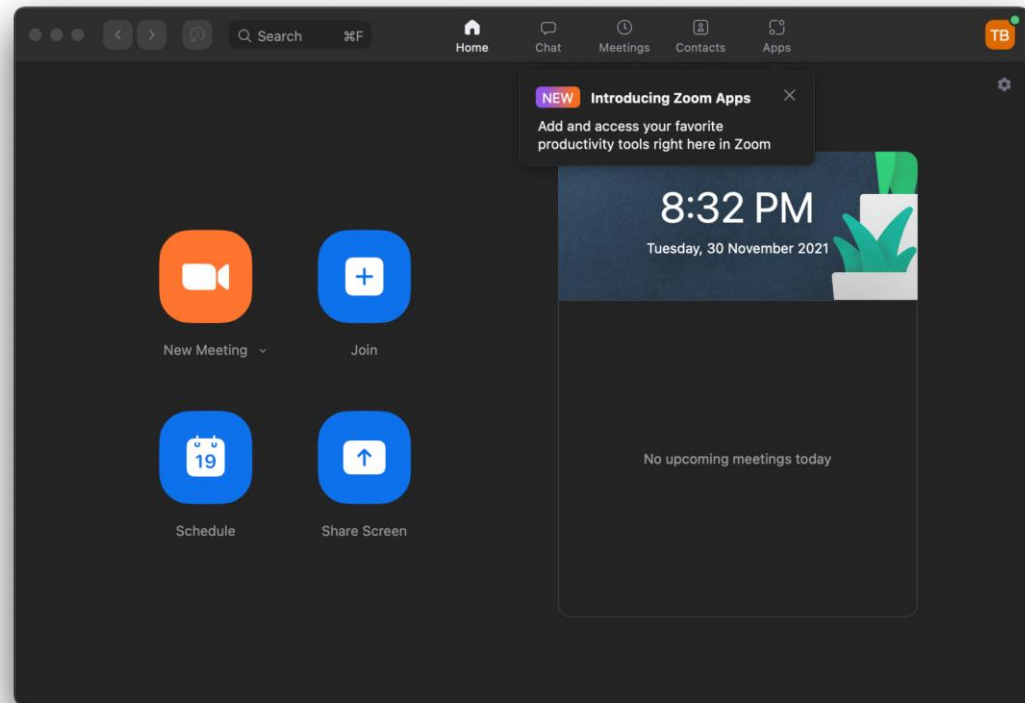 Search ⌘F
Home
Chat
Meetings
Contacts
Apps
TB
NEW Introducing Zoom Apps
Add and access your favorite
productivity tools right here in Zoom
8:32 PM
Tuesday, 30 November 2021
New Meeting
Join
19
Schedule
Share Screen
No upcoming meetings today